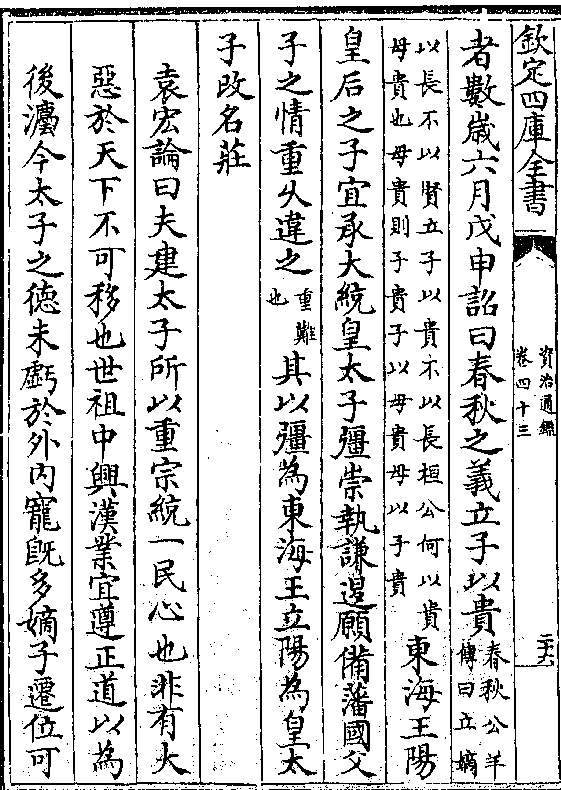 欽定四庫全書
資治通鑑
卷四十三
二十六
者數歲六月戊申詔曰春秋之義立子以貴春秋公羊
傳曰立嫡
以長不以賢立子以貴不以長桓公何以貴
母貴也母貴則子貴子以母貴母以子貴東海王陽
皇后之子宜承大統皇太子彊崇執謙退願備藩國父
子之情重乆違之重難
也其以彊為東海王立陽為皇太
子改名莊
袁宏論曰夫建太子所以重宗統一民心也非有大
惡於天下不可移也世祖中興漢業宜遵正道以為
後灋今太子之德未虧於外内寵旣多嫡子遷位可